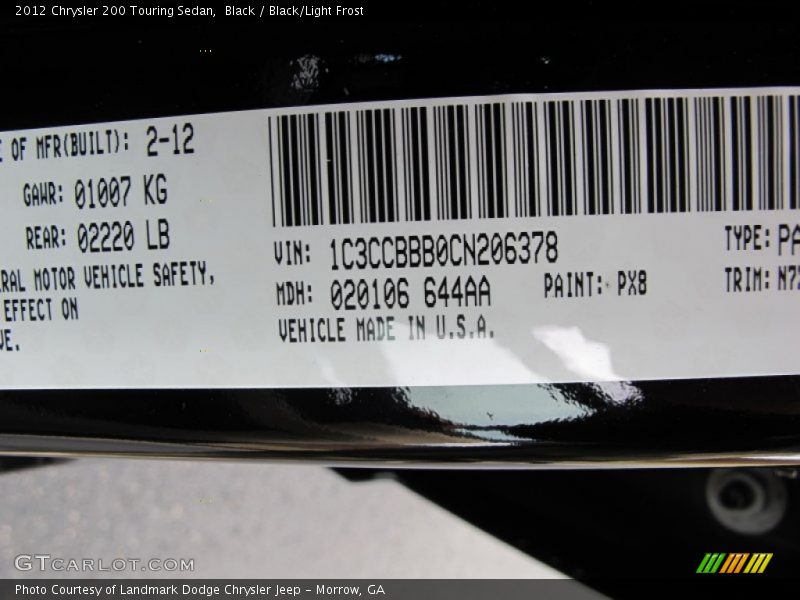 2012 Chrysler 200 Touring Sedan,  Black / Black/Light Frost
OF MFR(BUILT): 2-12
GAWR: 01007 KG
REAR: 02220 LB
MOTOR VEHICLE SAFETY,
EFFECT ON
VIN: 1C3CCBBB0CN206378
TYPE:
MDH: 020106 644AA
PAINT: PX8
TRIM:
VEHICLE MADE IN U.S.A.
GTCARLOT.COM
Photo Courtesy of Landmark Dodge Chrysler Jeep - Morrow, GA